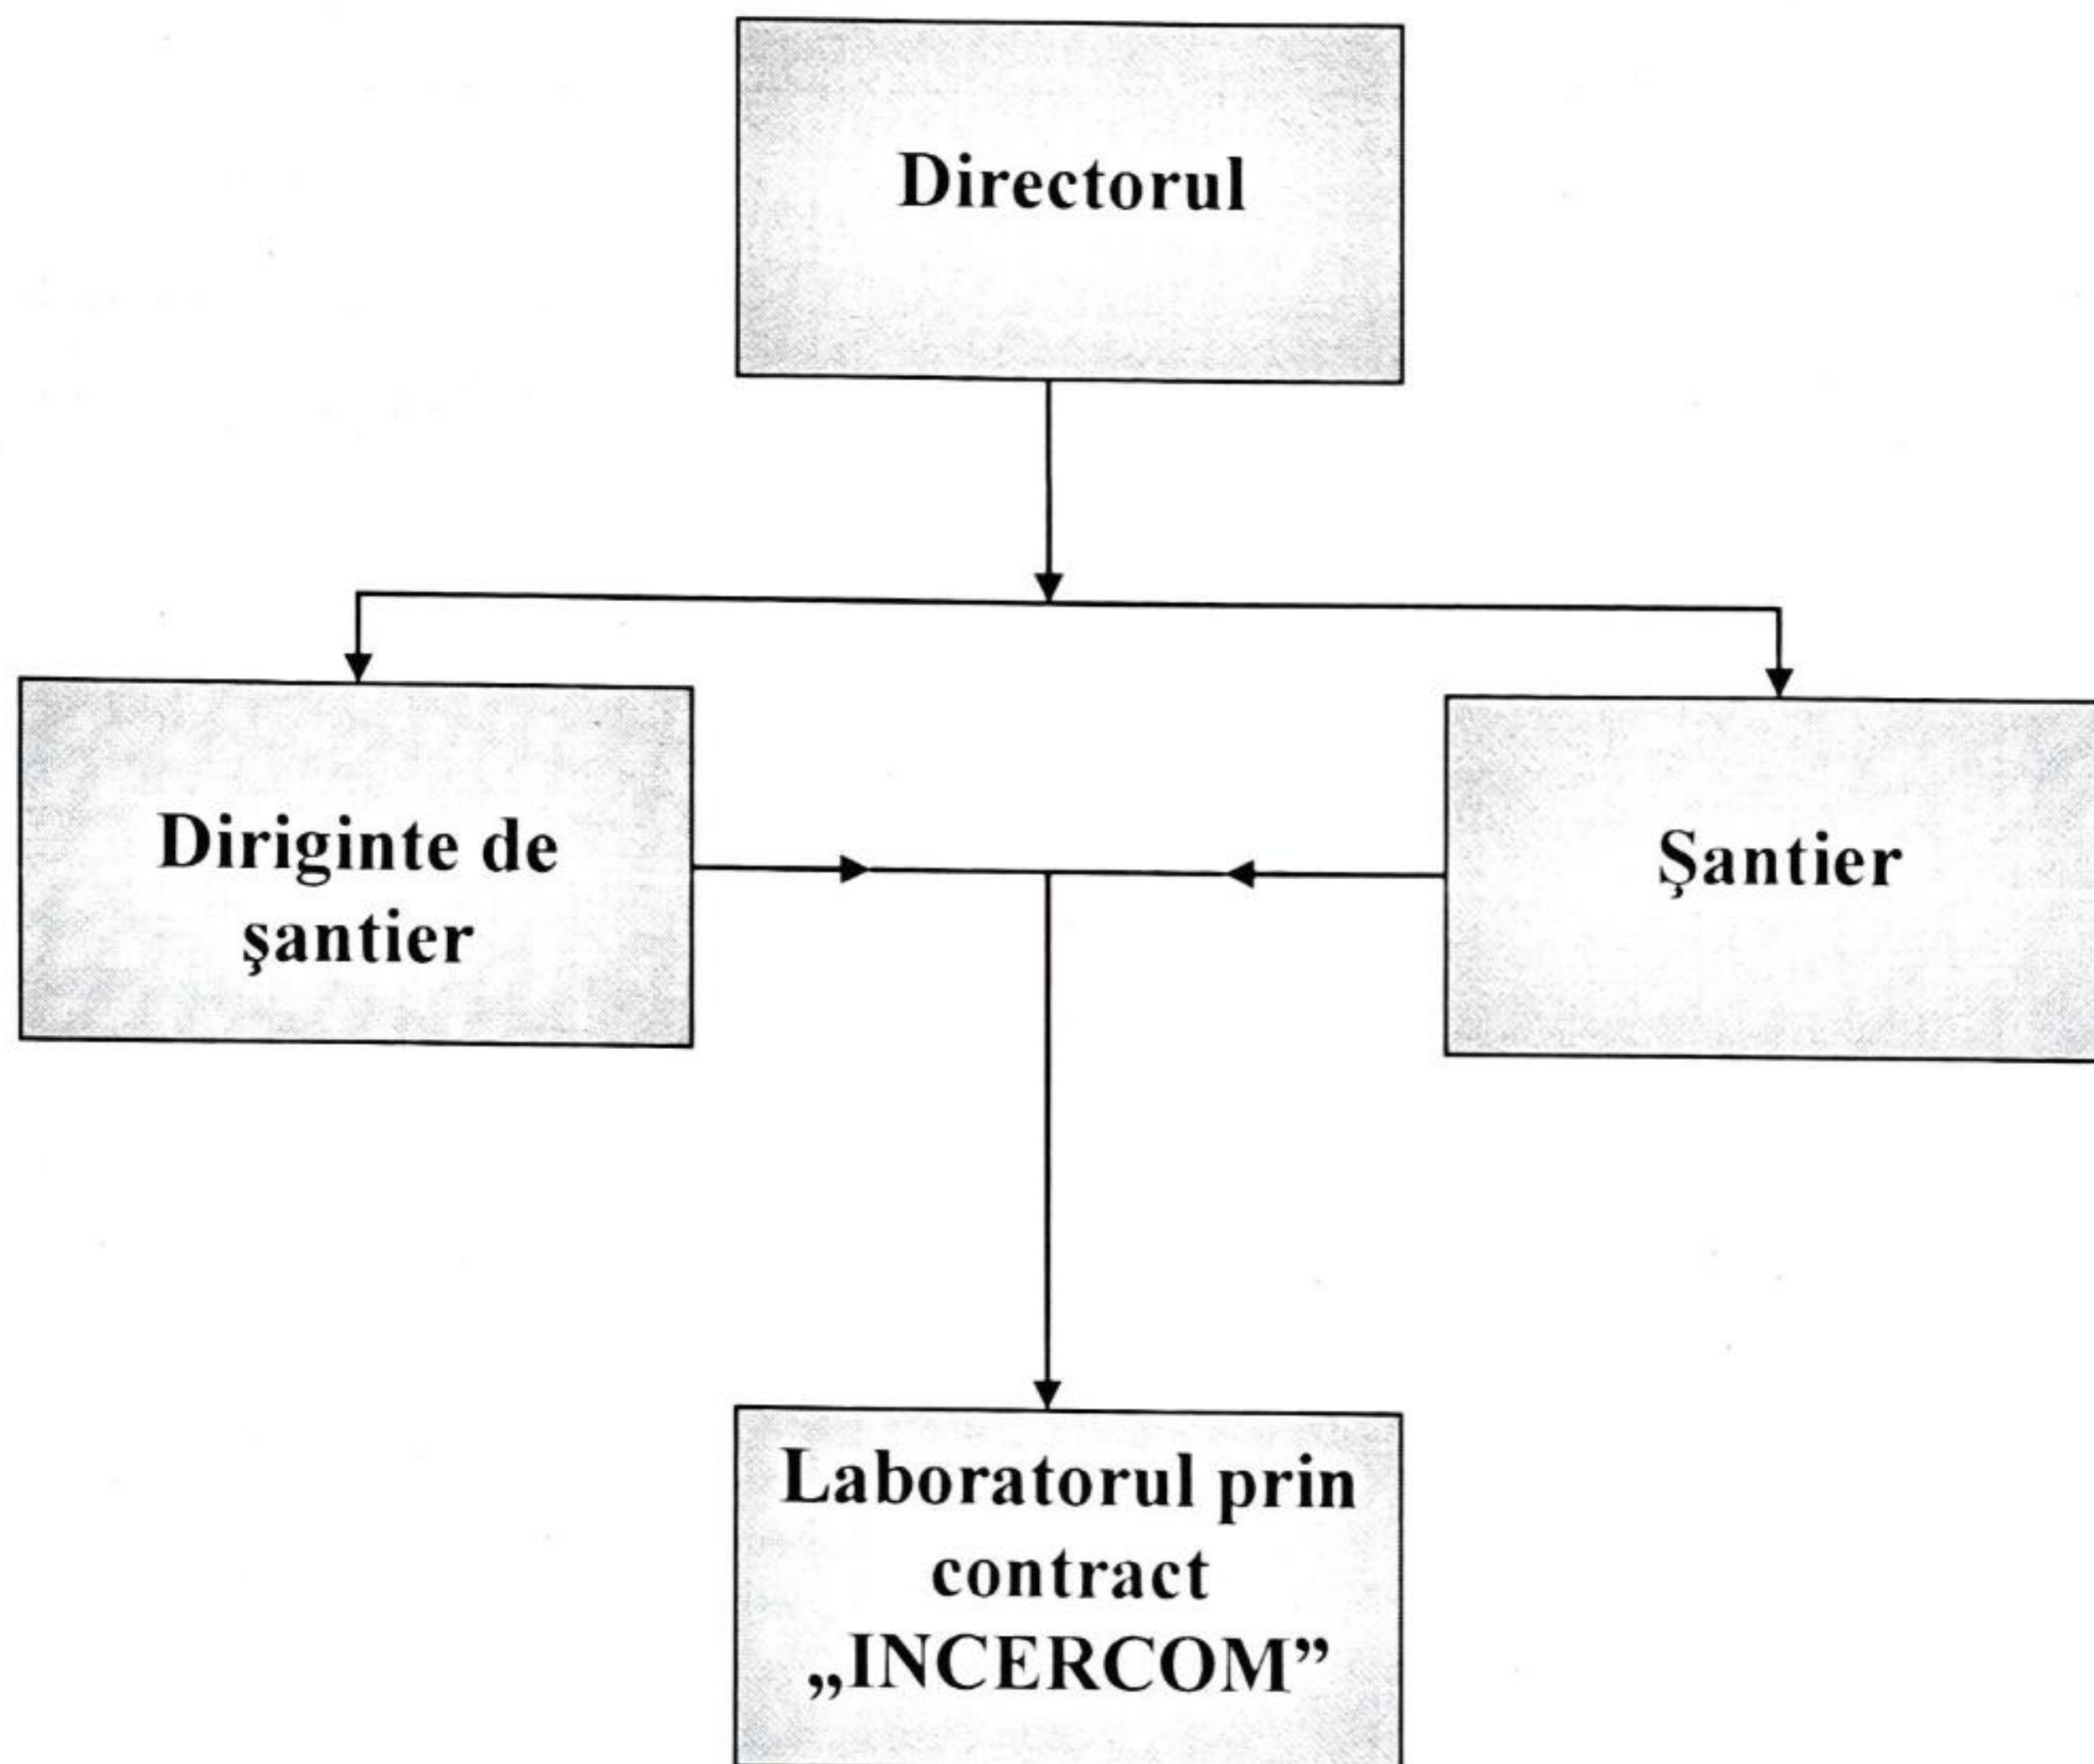 Directorul
Diriginte de
şantier
Şantier
Laboratorul prin
contract
„INCERCOM”